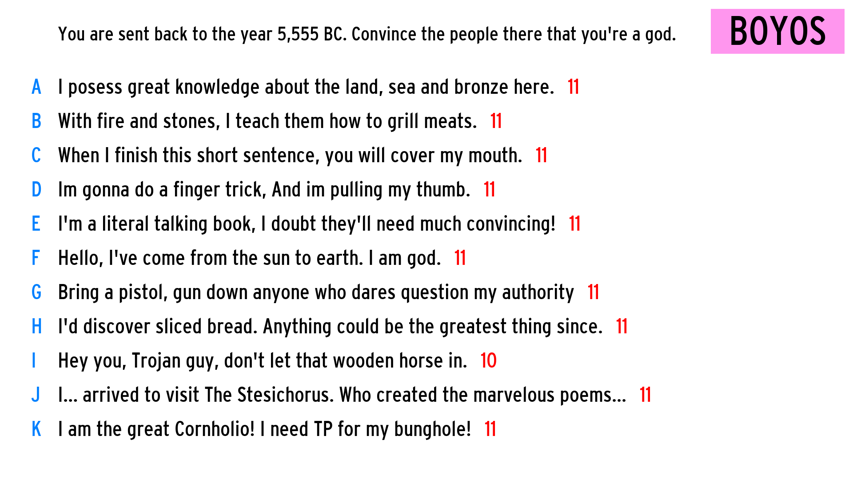 You are sent back to the year 5,555 BC. Convince the people there that you're a god.
BOYOS
A I posess great knowledge about the land, sea and bronze here. 11
B With fire and stones, I teach them how to grill meats. 11
C When I finish this short sentence, you will cover my mouth. 11
D Im gonna do a finger trick, And im pulling my thumb. 11
E I'm a literal talking book, I doubt they'll need much convincing! 11
F Hello, I've come from the sun to earth. I am god. 11
G Bring a pistol, gun down anyone who dares question my authority 11
H I'd discover sliced bread. Anything could be the greatest thing since. 11
I Hey you, Trojan guy, don't let that wooden horse in. 10
J I... arrived to visit The Stesichorus. Who created the marvelous poems... 11
K I am the great Cornholio! I need TP for my bunghole! 11